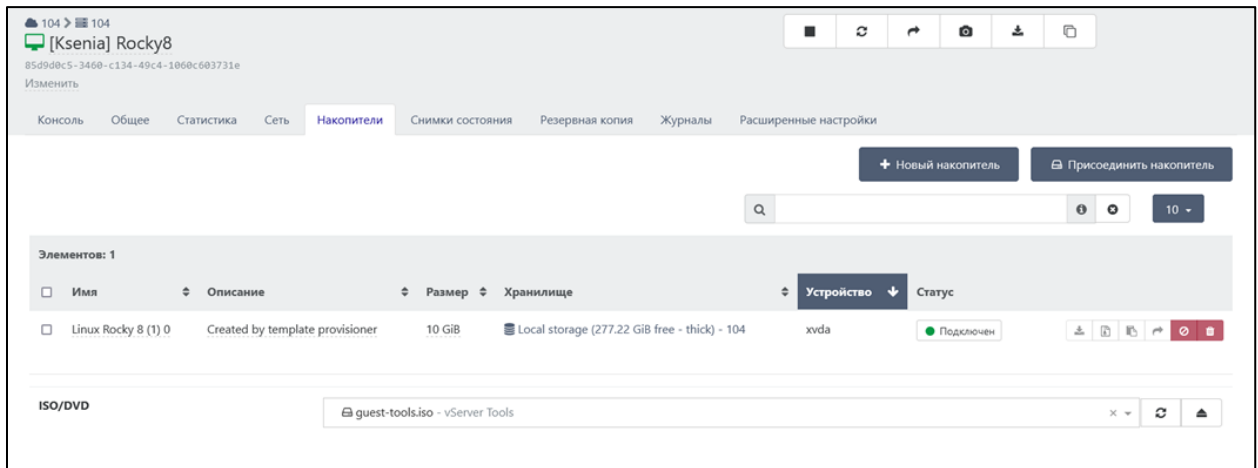 104 > 104
[Ksenia] Rocky8
85d9d0c5-3460-c134-49c4-1060c603731e
Изменить
Консоль Общее Статистика Сеть Накопители Снимки состояния Резервная копия Журналы Расширенные настройки
+ Новый накопитель Присоединить накопитель
10
Элементов: 1
Имя Описание Размер Хранилище Устройство Статус
Linux Rocky 8 (1) 0 Created by template provisioner 10 GiB Local storage (277.22 GiB free - thick) - 104 xvda Подключен
ISO/DVD guest-tools.iso - vServer Tools